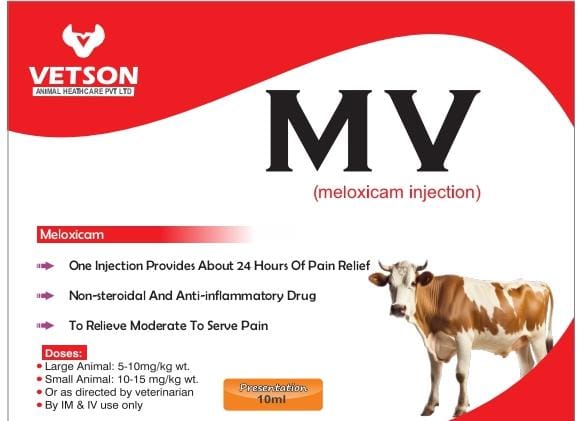 VETSON
ANIMAL HEATHCARE PVT LTD
MV
(meloxicam injection)
Meloxicam
One Injection Provides About 24 Hours Of Pain Relief
Non-steroidal And Anti-inflammatory Drug
To Relieve Moderate To Serve Pain
Doses:
Large Animal: 5-10mg/kg wt.
Small Animal: 10-15 mg/kg wt.
Or as directed by veterinarian
By IM & IV use only
Presentation
10ml